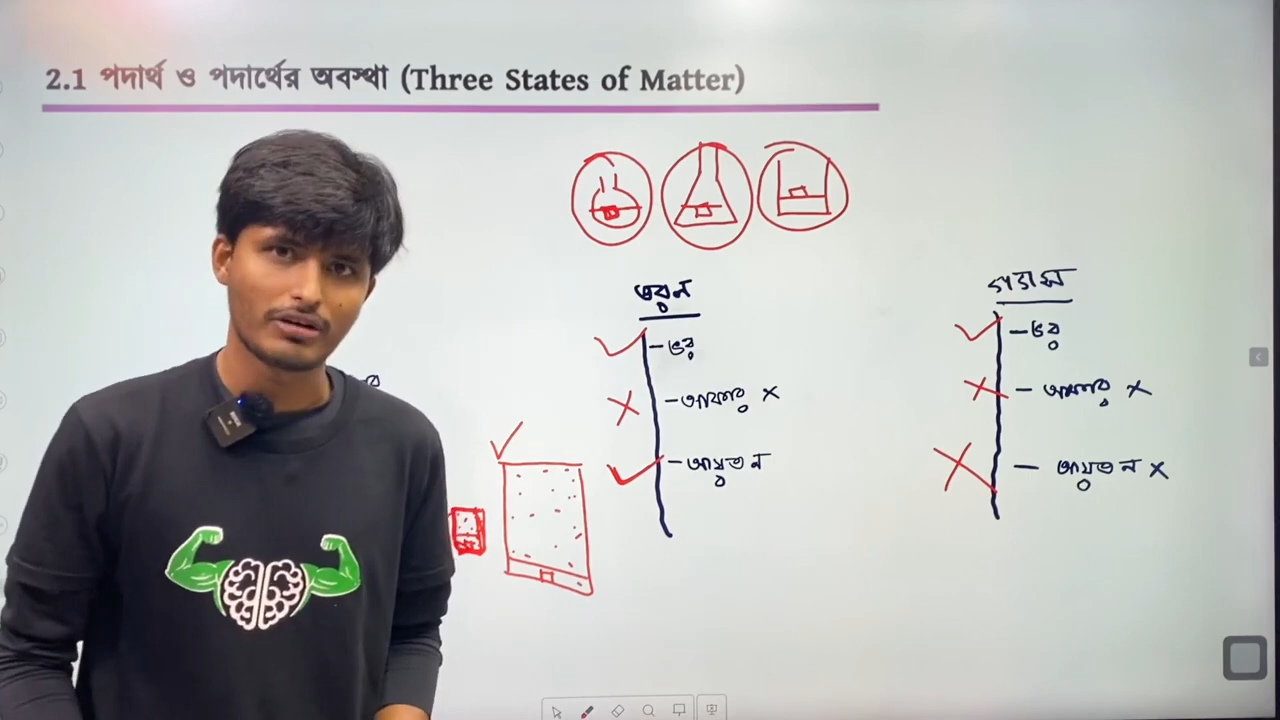 2.1 পদার্থ ও পদার্থের অবস্থা (Three States of Matter)
তরল
- ভর
- আকার ×
- আয়তন
গ্যাস
- ভর
- আকার ×
- আয়তন ×